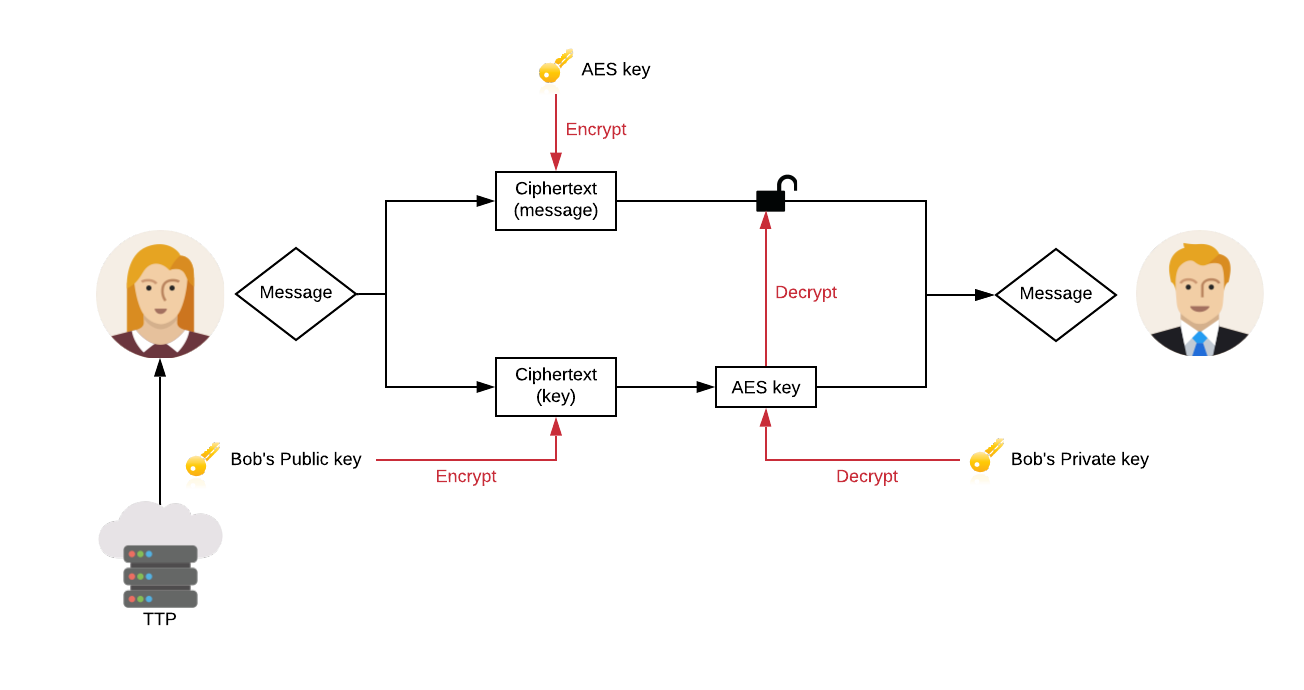 AES key
Encrypt
Ciphertext
(message)
Message
Decrypt
Message
Ciphertext
(key)
AES key
Bob's Public key
Encrypt
Decrypt
Bob's Private key
TTP